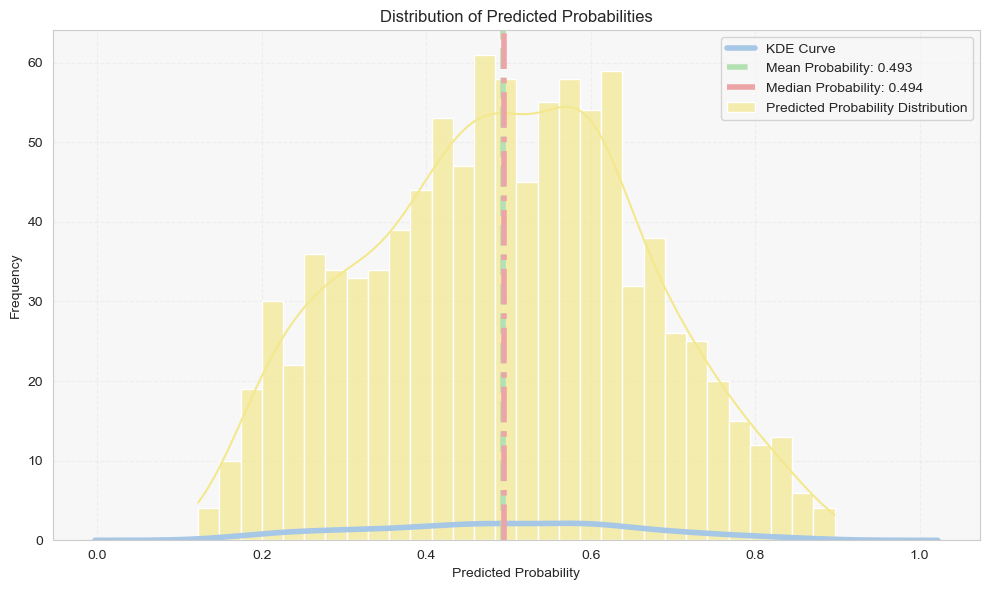 Distribution of Predicted Probabilities
KDE Curve
Mean Probability: 0.493
Median Probability: 0.494
Predicted Probability Distribution
Frequency
60
50
40
30
20
10
0
0.0 0.2 0.4 0.6 0.8 1.0
Predicted Probability